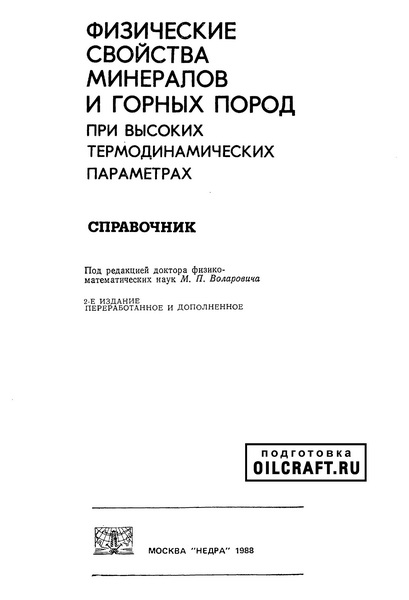 ФИЗИЧЕСКИЕ
СВОЙСТВА
МИНЕРАЛОВ
И ГОРНЫХ ПОРОД
ПРИ ВЫСОКИХ
ТЕРМОДИНАМИЧЕСКИХ
ПАРАМЕТРАХ
СПРАВОЧНИК
Под редакцией доктора физико-
математических наук М. П. Воларовича
2-Е ИЗДАНИЕ
ПЕРЕРАБОТАННОЕ И ДОПОЛНЕННОЕ
подготовка
OILCRAFT.RU
МОСКВА "НЕДРА" 1988